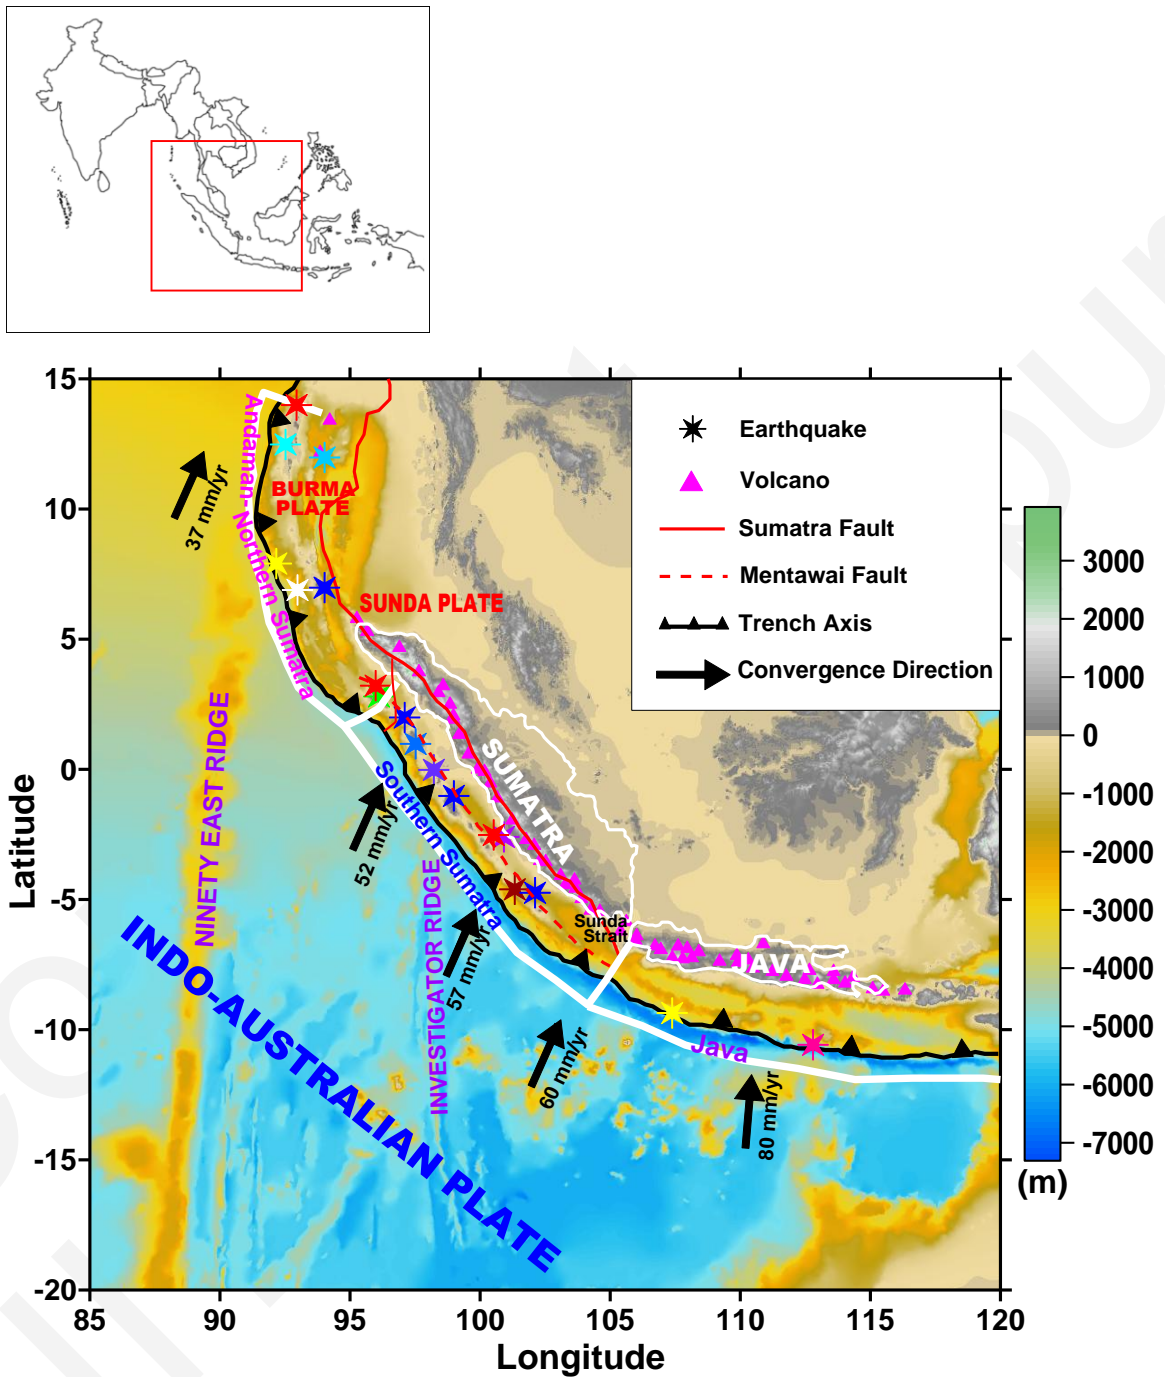 15
10
5
0
-5
-10
-15
-20
85
90
95
100
105
110
115
120
Latitude
Longitude
Earthquake
Volcano
Sumatra Fault
Mentawai Fault
Trench Axis
Convergence Direction
3000
2000
1000
0
-1000
-2000
-3000
-4000
-5000
-6000
-7000
(m)
Andaman-Northern Sumatra
37 mm/yr
BURMA
PLATE
SUNDA PLATE
NINETY EAST RIDGE
SUMATRA
Southern Sumatra
52 mm/yr
INVESTIGATOR RIDGE
57 mm/yr
Sunda
Strait
JAVA
Java
60 mm/yr
80 mm/yr
INDO-AUSTRALIAN PLATE